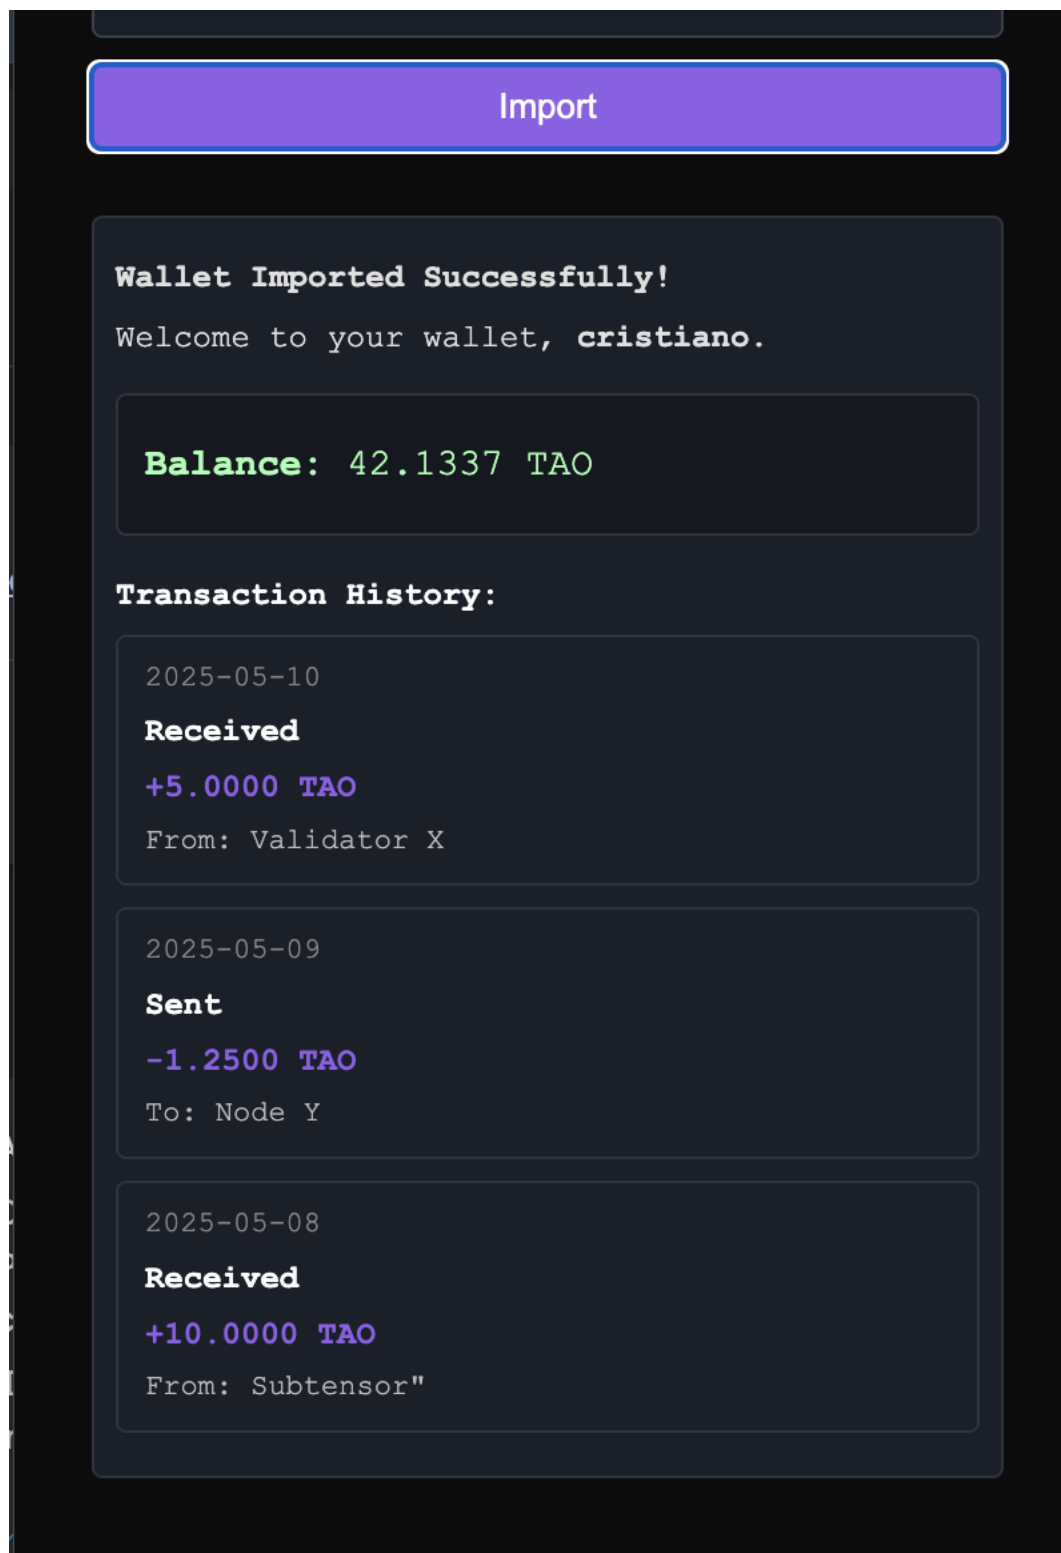 Import
Wallet Imported Successfully!
Welcome to your wallet, cristiano.
Balance: 42.1337 TAO
Transaction History:
2025-05-10
Received
+5.0000 TAO
From: Validator X
2025-05-09
Sent
-1.2500 TAO
To: Node Y
2025-05-08
Received
+10.0000 TAO
From: Subtensor"